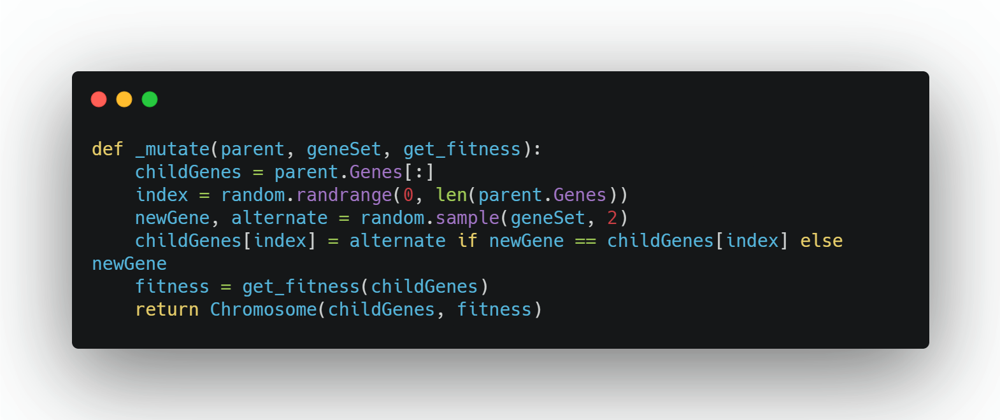 def _mutate(parent, geneSet, get_fitness):
    childGenes = parent.Genes[:]
    index = random.randrange(0, len(parent.Genes))
    newGene, alternate = random.sample(geneSet, 2)
    childGenes[index] = alternate if newGene == childGenes[index] else
newGene
    fitness = get_fitness(childGenes)
    return Chromosome(childGenes, fitness)